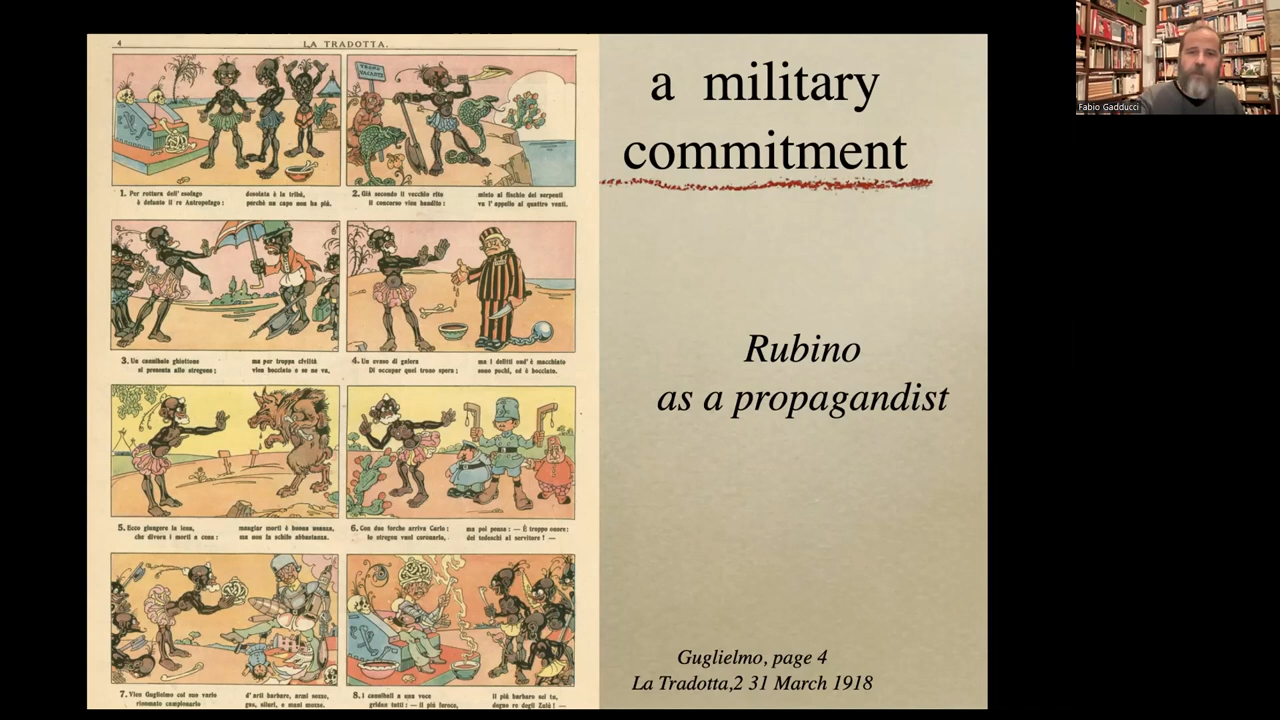 4
LA TRADOTTA.
TRONO
VACANTE
1. Per rottura dell' esofago
è defunto il re Antropofago :
desolata è la tribù,
perchè un capo non ha più.
2. Già secondo il vecchio rito
il concorso vien bandito :
misto al fischio dei serpenti
va l' appello ai quattro venti.
3. Un cannibale ghiottone
si presenta allo stregone ;
ma per troppa civiltà
vien bocciato e se ne va.
4. Un evaso di galera
Di occupar quel trono spera ;
ma i delitti ond' è macchiato
sono pochi, ed è bocciato.
5. Ecco giungere la iena,
che divora i morti a cena :
mangiar morti è buona usanza,
ma non fa schifo abbastanza.
6. Con due forche arriva Carlo :
lo stregon vuol coronarlo,
ma poi pensa : — È troppo onore :
dei tedeschi al servitore ! —
7. Vien Guglielmo col suo vario
rinomato campionario
d' arti barbare, armi sozze,
gas, siluri, e mani mozze.
8. I cannibali a una voce
gridan tutti : — Il più feroce,
il più barbaro sei tu,
degno re degli Zulù ! —
a military
commitment
Rubino
as a propagandist
Guglielmo, page 4
La Tradotta,2 31 March 1918
Fabio Gadducci